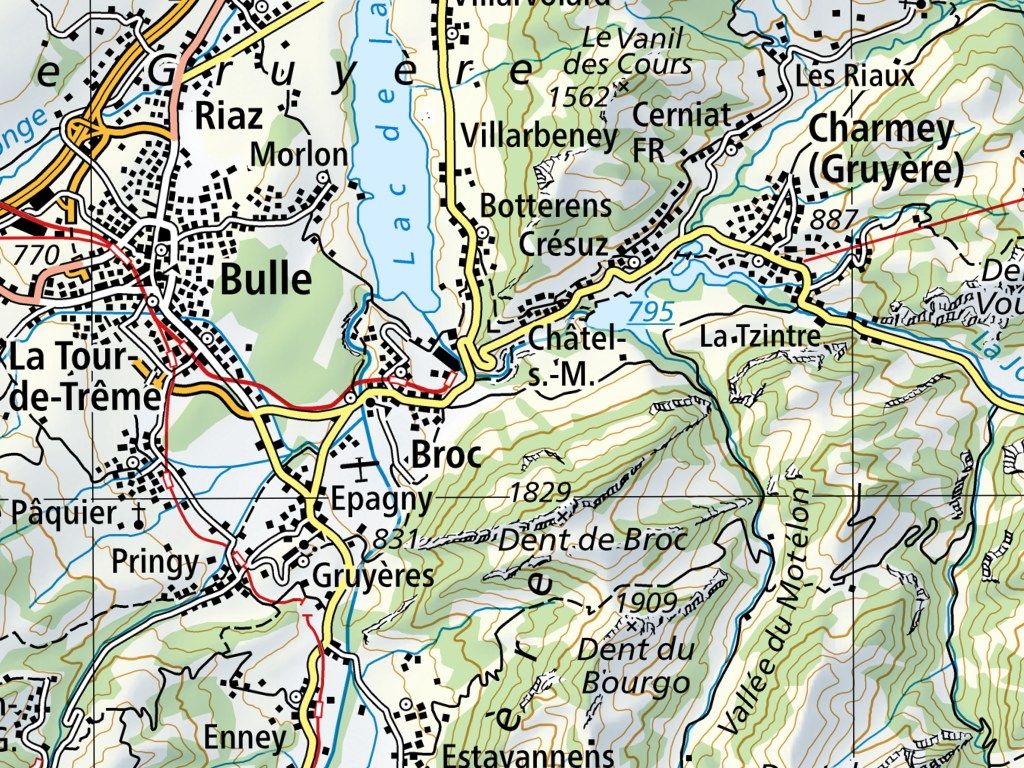 Villarvolard
Le Vanil
des Cours
1562
Les Riaux
e Gruyère
Riaz
Morlon
Villarbeney
Cerniat
FR
Charmey
(Gruyère)
887
Lac de la
Botterens
Crésuz
770
Bulle
795
Châtel-
s.-M.
La Tzintre
La Tour-
de-Trême
Broc
Epagny
1829
Dent de Broc
831
Pâquier
Pringy
Gruyères
1909
Dent du
Bourgo
Vallée du Motélon
Enney
Estavannens